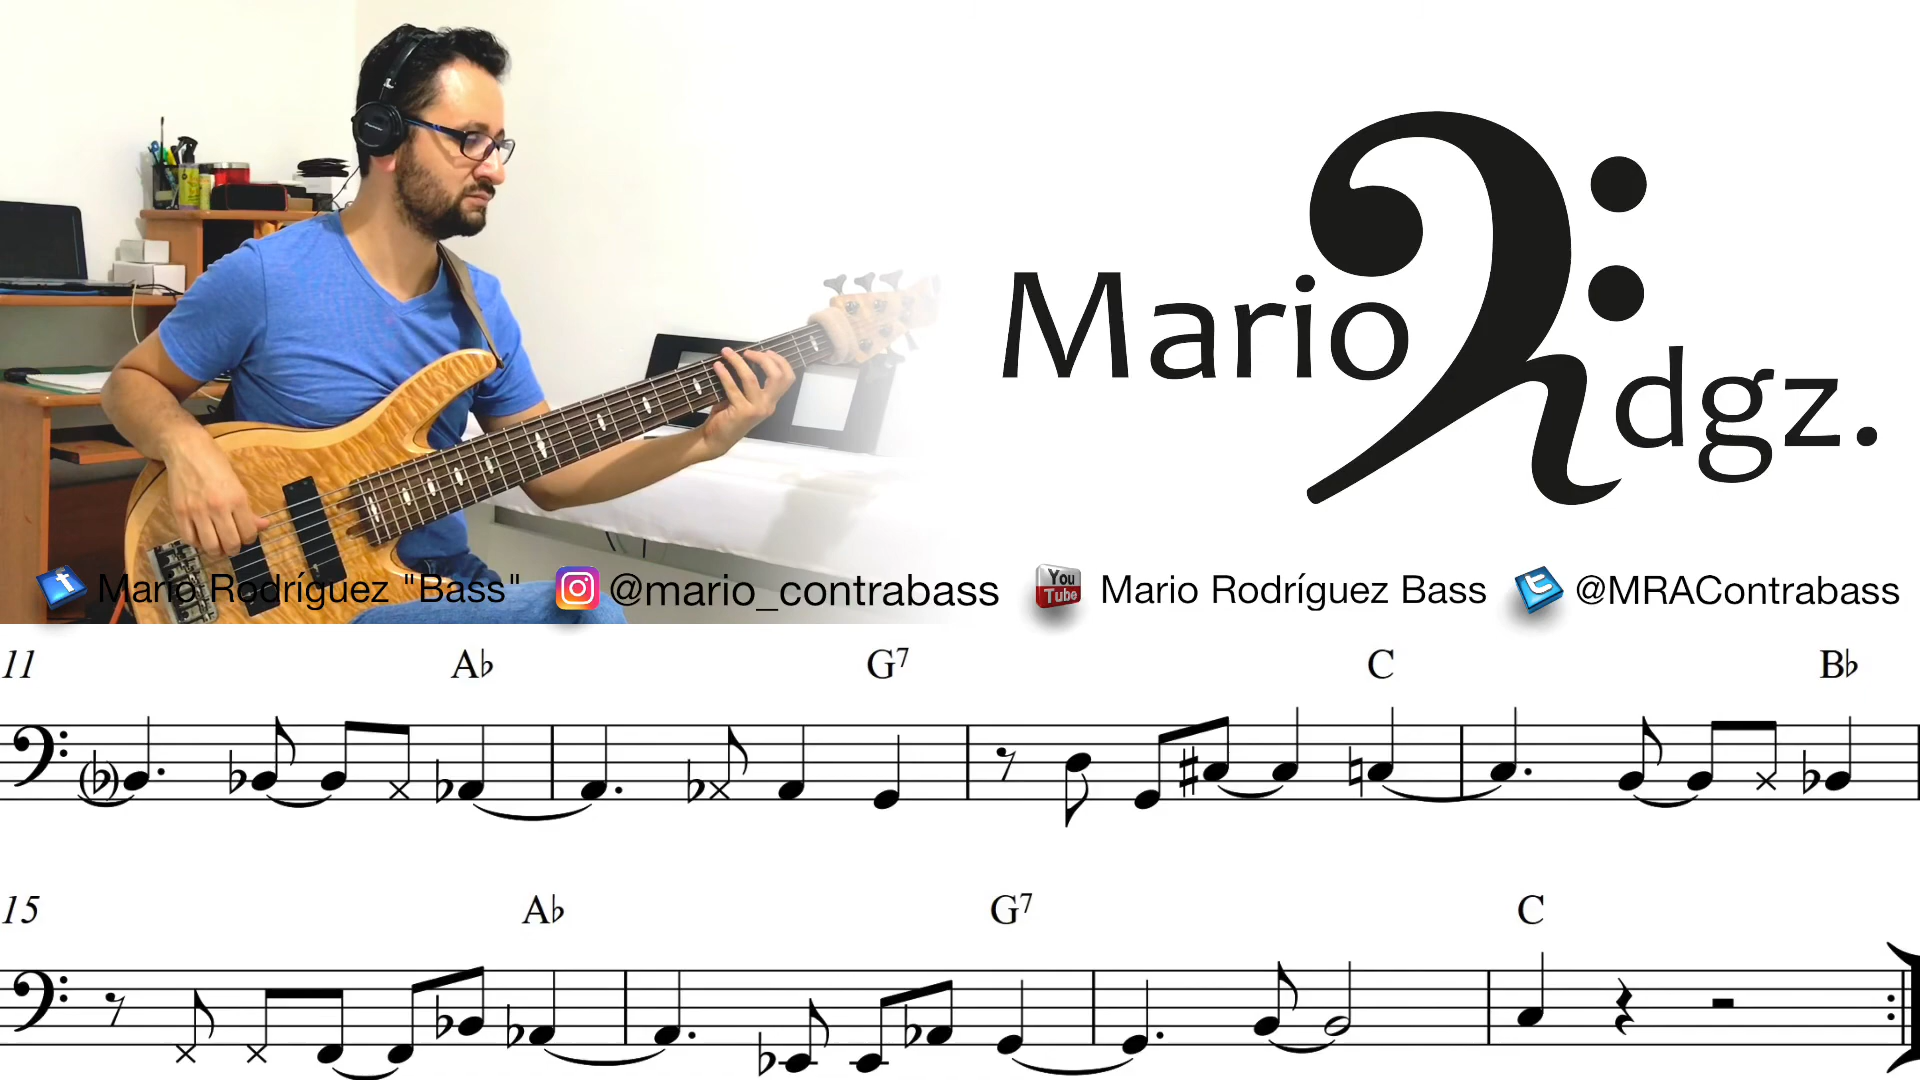 Mario Rdgz.
Mario Rodríguez "Bass" @mario_contrabass You Tube Mario Rodríguez Bass @MRAContrabass
11 A♭ G7 C B♭
15 A♭ G7 C